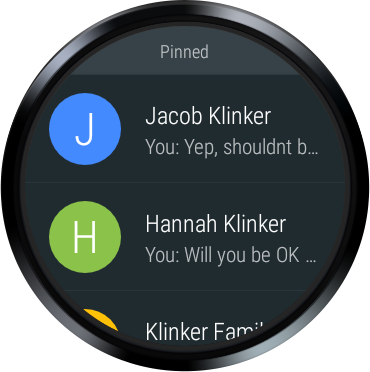 Pinned
J
Jacob Klinker
You: Yep, shouldnt b...
H
Hannah Klinker
You: Will you be OK ...
Klinker Famil